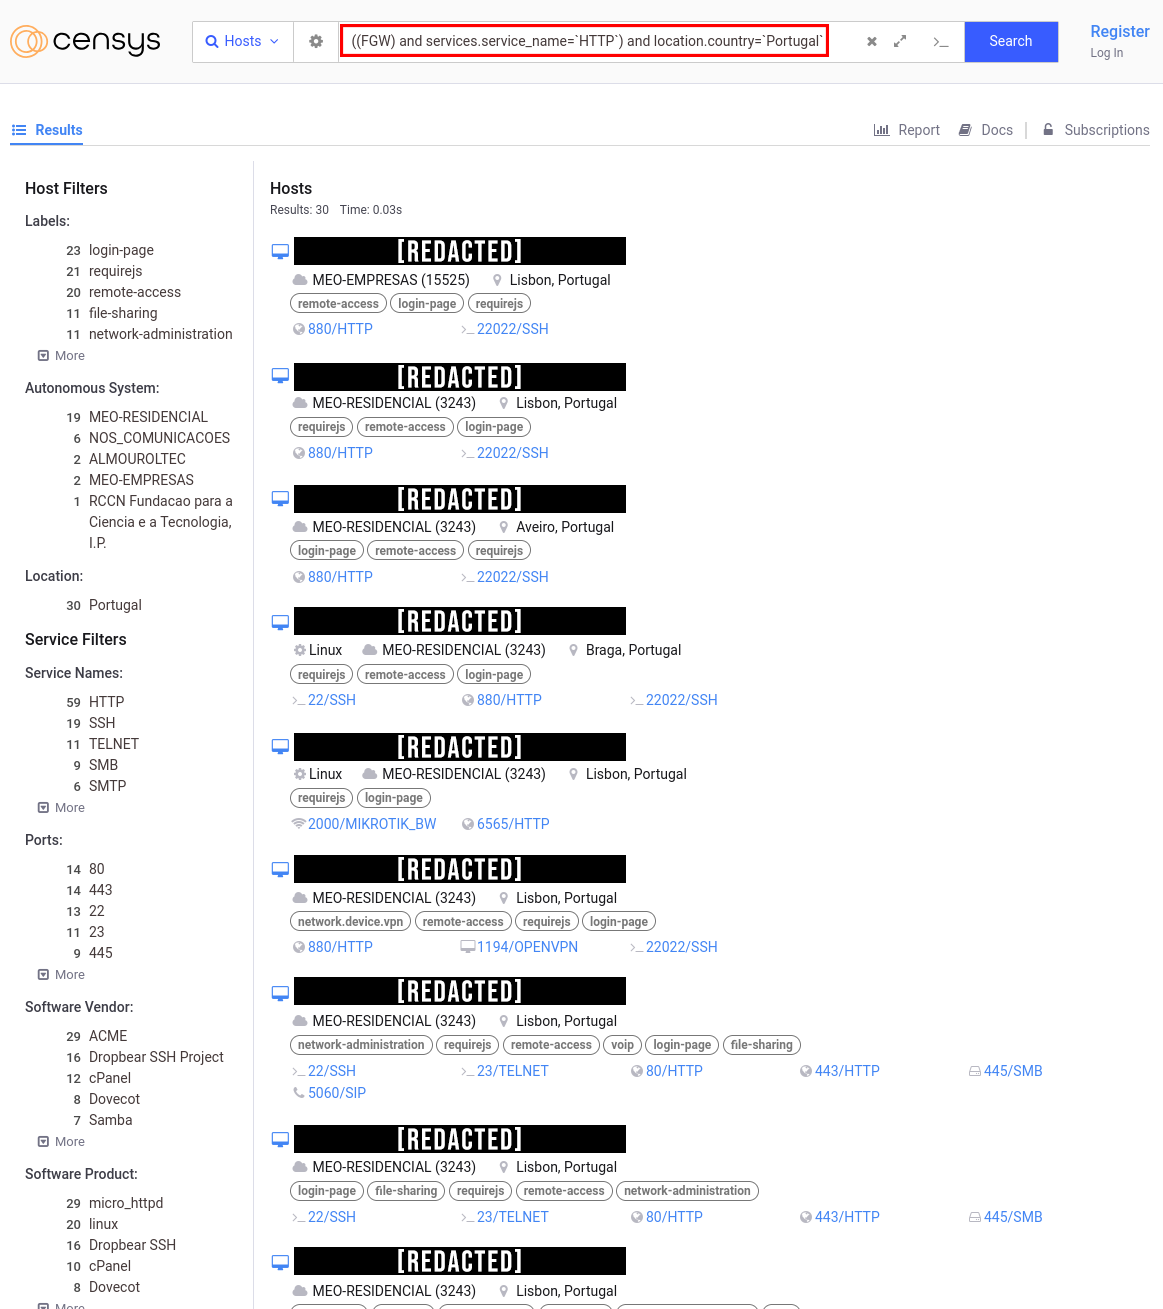 censys
Hosts
((FGW) and services.service_name=`HTTP`) and location.country=`Portugal`
>_
Search
Register
Log In
Results
Report
Docs
Subscriptions
Host Filters
Labels:
23 login-page
21 requirejs
20 remote-access
11 file-sharing
11 network-administration
More
Autonomous System:
19 MEO-RESIDENCIAL
6 NOS_COMUNICACOES
2 ALMOUROLTEC
2 MEO-EMPRESAS
1 RCCN Fundacao para a
Ciencia e a Tecnologia,
I.P.
Location:
30 Portugal
Service Filters
Service Names:
59 HTTP
19 SSH
11 TELNET
9 SMB
6 SMTP
More
Ports:
14 80
14 443
13 22
11 23
9 445
More
Software Vendor:
29 ACME
16 Dropbear SSH Project
12 cPanel
8 Dovecot
7 Samba
More
Software Product:
29 micro_httpd
20 linux
16 Dropbear SSH
10 cPanel
8 Dovecot
More
Hosts
Results: 30 Time: 0.03s
[REDACTED]
MEO-EMPRESAS (15525) Lisbon, Portugal
remote-access login-page requirejs
880/HTTP >_ 22022/SSH
[REDACTED]
MEO-RESIDENCIAL (3243) Lisbon, Portugal
requirejs remote-access login-page
880/HTTP >_ 22022/SSH
[REDACTED]
MEO-RESIDENCIAL (3243) Aveiro, Portugal
login-page remote-access requirejs
880/HTTP >_ 22022/SSH
[REDACTED]
Linux MEO-RESIDENCIAL (3243) Braga, Portugal
requirejs remote-access login-page
>_ 22/SSH 880/HTTP >_ 22022/SSH
[REDACTED]
Linux MEO-RESIDENCIAL (3243) Lisbon, Portugal
requirejs login-page
2000/MIKROTIK_BW 6565/HTTP
[REDACTED]
MEO-RESIDENCIAL (3243) Lisbon, Portugal
network.device.vpn remote-access requirejs login-page
880/HTTP 1194/OPENVPN >_ 22022/SSH
[REDACTED]
MEO-RESIDENCIAL (3243) Lisbon, Portugal
network-administration requirejs remote-access voip login-page file-sharing
>_ 22/SSH >_ 23/TELNET 80/HTTP 443/HTTP 445/SMB
5060/SIP
[REDACTED]
MEO-RESIDENCIAL (3243) Lisbon, Portugal
login-page file-sharing requirejs remote-access network-administration
>_ 22/SSH >_ 23/TELNET 80/HTTP 443/HTTP 445/SMB
[REDACTED]
MEO-RESIDENCIAL (3243) Lisbon, Portugal